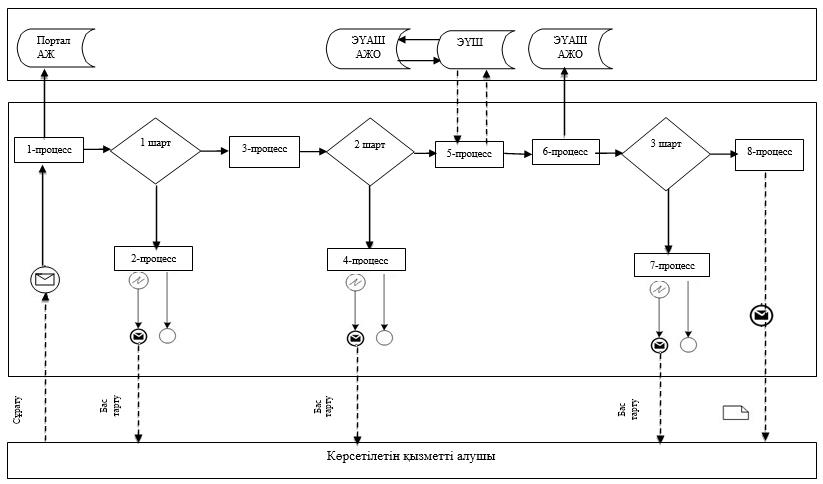 Портал
АЖ
ЭҮАШ
АЖО
ЭҮШ
ЭҮАШ
АЖО
1-процесс
1 шарт
3-процесс
2 шарт
5-процесс
6-процесс
3 шарт
8-процесс
2-процесс
4-процесс
7-процесс
Сұрату
Бас
тарту
Бас
тарту
Бас
тарту
Көрсетілетін қызметті алушы